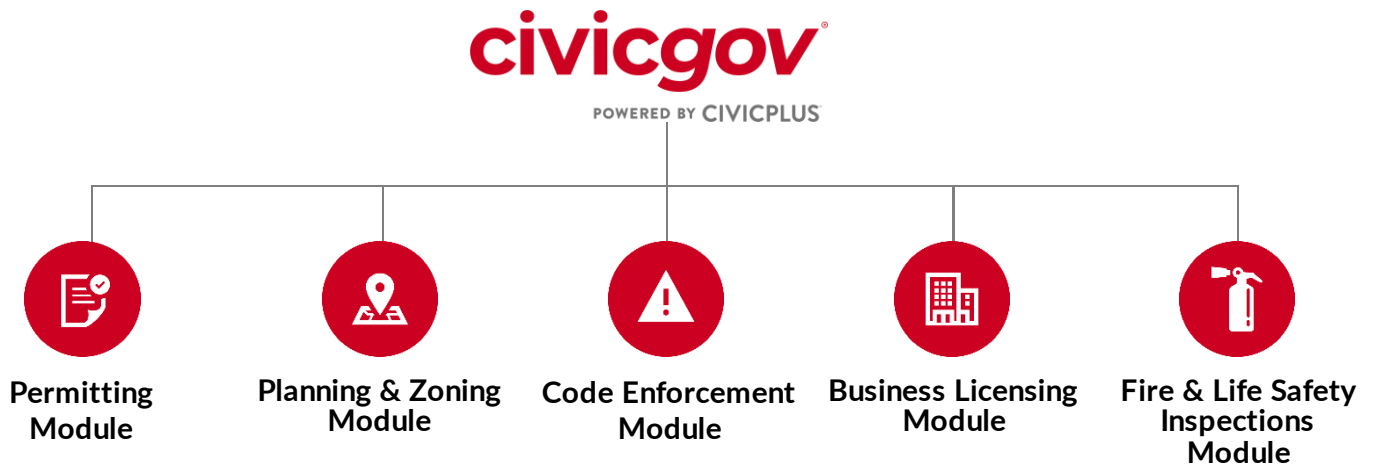 civicgov®
POWERED BY CIVICPLUS
Permitting
Module
Planning & Zoning
Module
Code Enforcement
Module
Business Licensing
Module
Fire & Life Safety
Inspections
Module